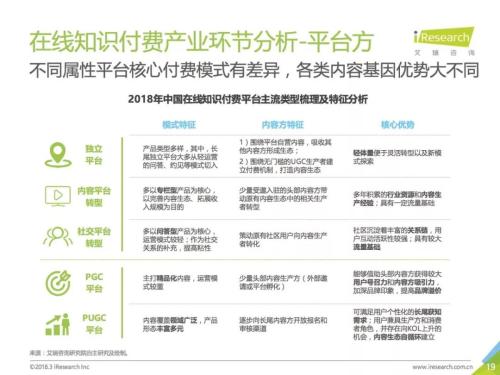 在线知识付费产业环节分析-平台方
iResearch
艾瑞咨询
不同属性平台核心付费模式有差异，各类内容基因优势大不同
2018年中国在线知识付费平台主流类型梳理及特征分析
模式特征
内容方特征
核心优势
独立
平台
产品类型多样，其中，长
尾独立平台大多从轻运营
的问答、约见等模式切入
1）围绕平台自营内容，吸收其
他内容方形成生态；
2）围绕无门槛的UGC生产者建
立付费机制，打造内容生态
轻体量便于灵活转型以及新模
式探索
内容平台
转型
多以专栏型产品为核心，
以完善内容生态、拓展收
入规模为目的
少量受邀入驻的头部内容方带
动原有内容生态中的相关生产
者转型
多年积累的行业资源和内容生
产经验；具有一定流量基础
社交平台
转型
多以问答型产品为核心，
运营模式较轻；作为社交
关系的补充，提高粘性
策动原有社区用户向内容生产
者转化
社区沉淀着丰富的关系链，用
户互动活跃性较强；具有较大
流量基础
PGC
平台
主打精品化内容，运营模
式较重
少量头部内容生产方（外部邀
请或平台孵化）
能够借助头部内容方获得较大
用户号召力和内容方吸引力，
加深品牌印象，提高品牌溢价
PUGC
平台
内容覆盖领域广泛，产品
形态丰富多元
逐步向长尾内容方开放报名和
审核渠道
可满足用户个性化的长尾获知
需求；用户兼具生产方和消费
者角色，并存在向KOL上升的
机会，内容生态自循环建立
来源：艾瑞咨询研究院自主研究及绘制。
©2018.3 iResearch Inc
www.iresearch.com.cn
19